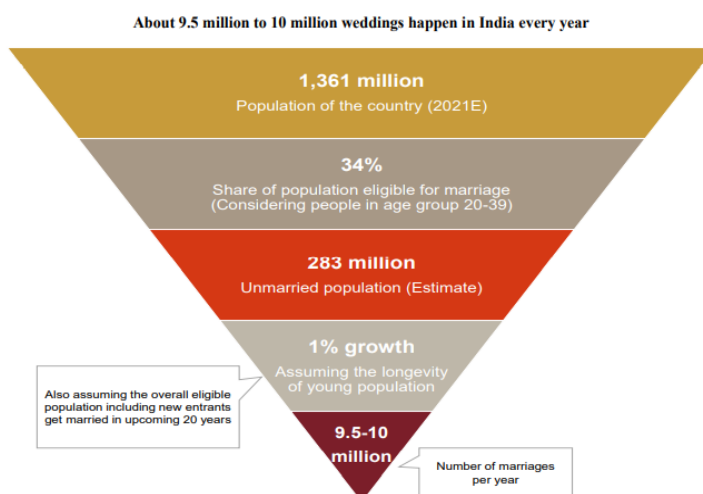 About 9.5 million to 10 million weddings happen in India every year
1,361 million
Population of the country (2021E)
34%
Share of population eligible for marriage
(Considering people in age group 20-39)
283 million
Unmarried population (Estimate)
1% growth
Assuming the longevity
of young population
Also assuming the overall eligible
population including new entrants
get married in upcoming 20 years
9.5-10
million
Number of marriages
per year